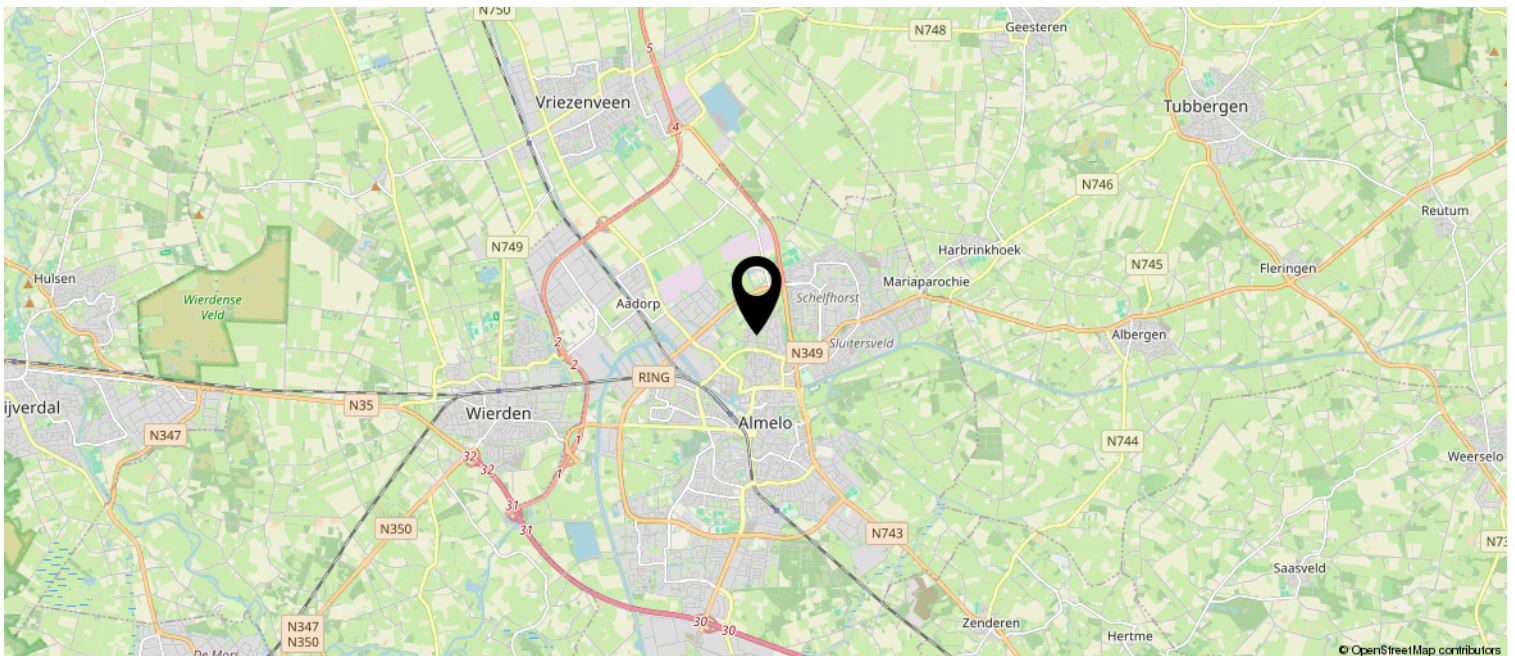 N750
N748
Geesteren
5
Vriezenveen
Tubbergen
4
N746
Reutum
N749
Harbrinkhoek
N745
Fleringen
Hulsen
Wierdense
Veld
Aadorp
Schelfhorst
Mariaparochie
Albergen
2
2
N349
Sluitersveld
RING
ijverdal
N35
Wierden
Almelo
N347
1
N744
32
32
1
Weerselo
31
31
N350
N743
N73
Saasveld
N347
N350
30
30
Zenderen
Hertme
De Mors
© OpenStreetMap contributors